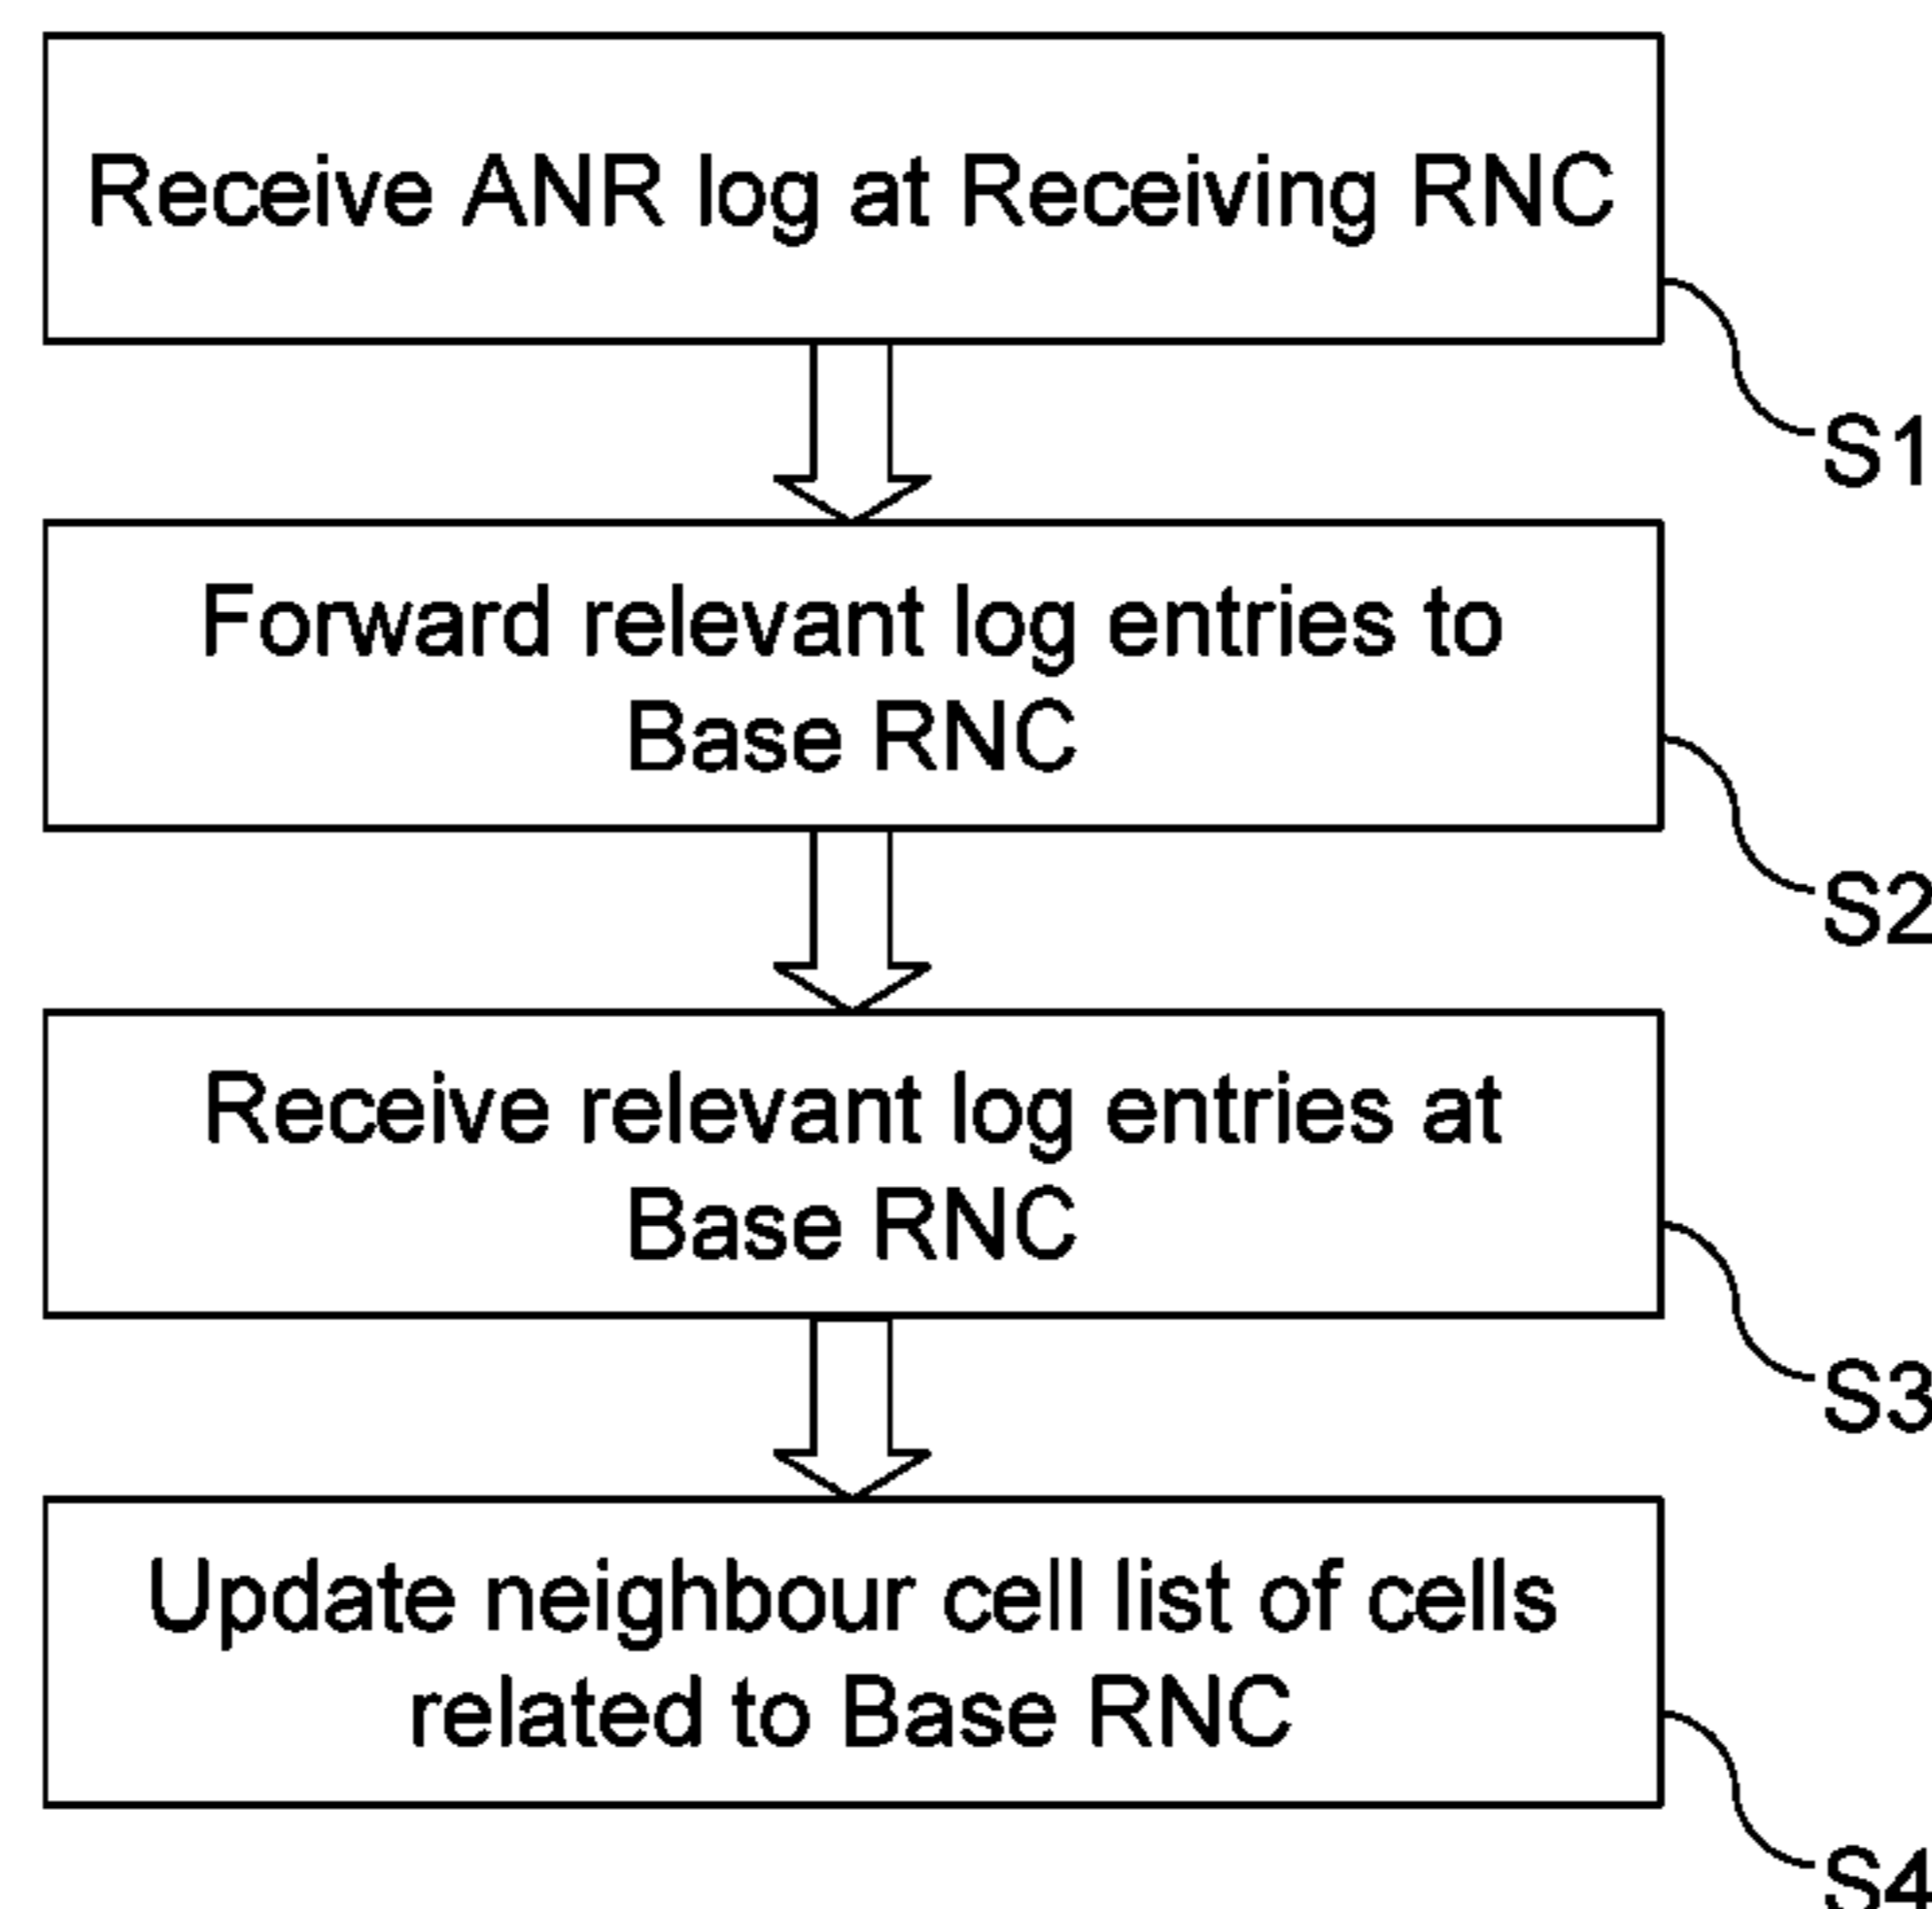 Receive ANR log at Receiving RNC
S1
Forward relevant log entries to
Base RNC
S2
Receive relevant log entries at
Base RNC
S3
Update neighbour cell list of cells
related to Base RNC
S4